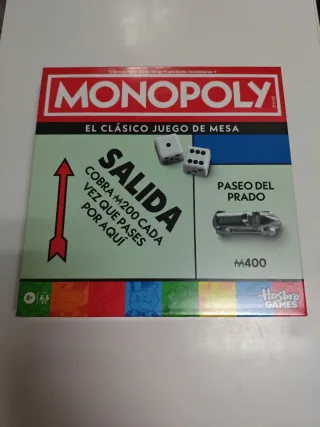 MONOPOLY
EL CLÁSICO JUEGO DE MESA
SALIDA
COBRA ₩200 CADA
VEZ QUE PASES
POR AQUÍ
PASEO DEL
PRADO
₩400
8+
Hasbro
GAMES